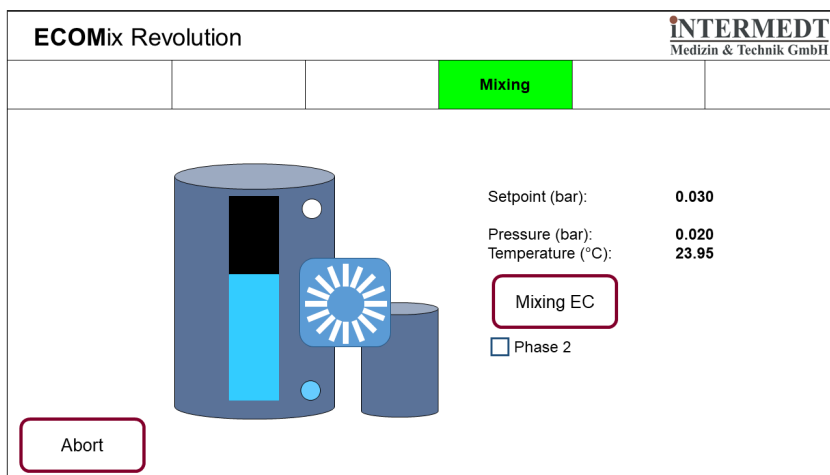 ECOMix Revolution
iNTERMEDT
Medizin & Technik GmbH
Mixing
Setpoint (bar): 0.030
Pressure (bar): 0.020
Temperature (°C): 23.95
Mixing EC
Phase 2
Abort